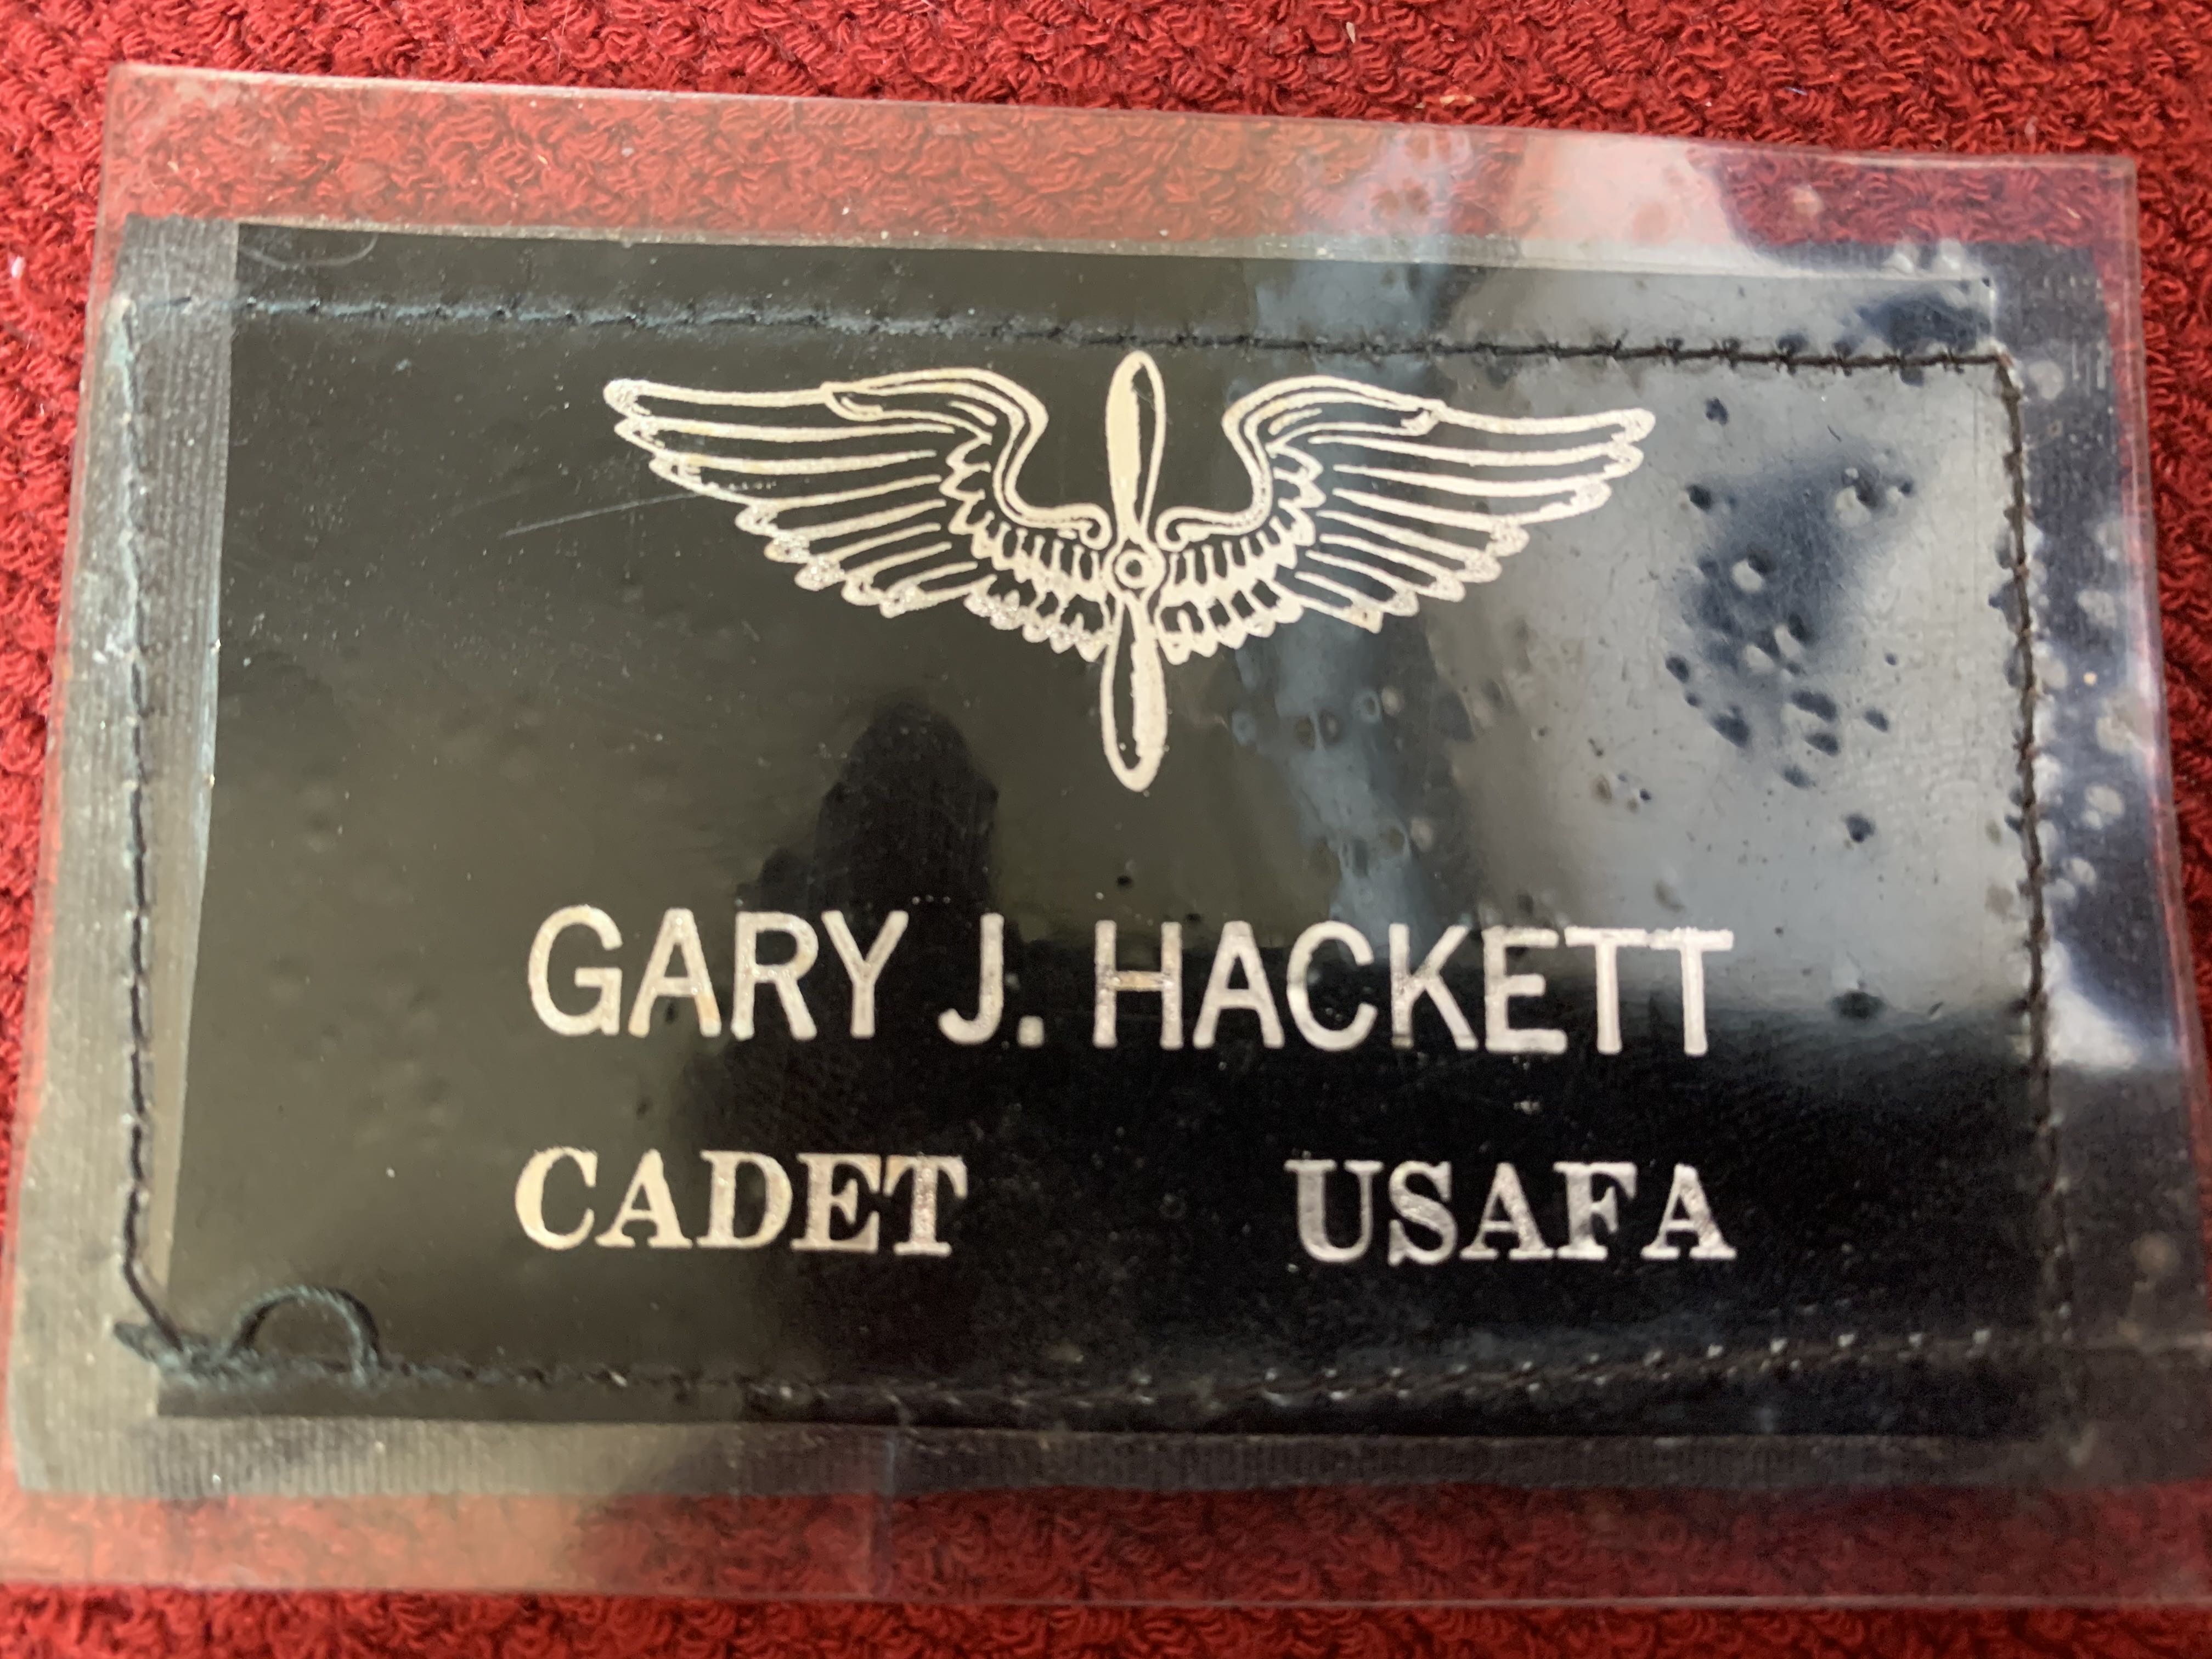 GARY J. HACKETT
CADET USAFA